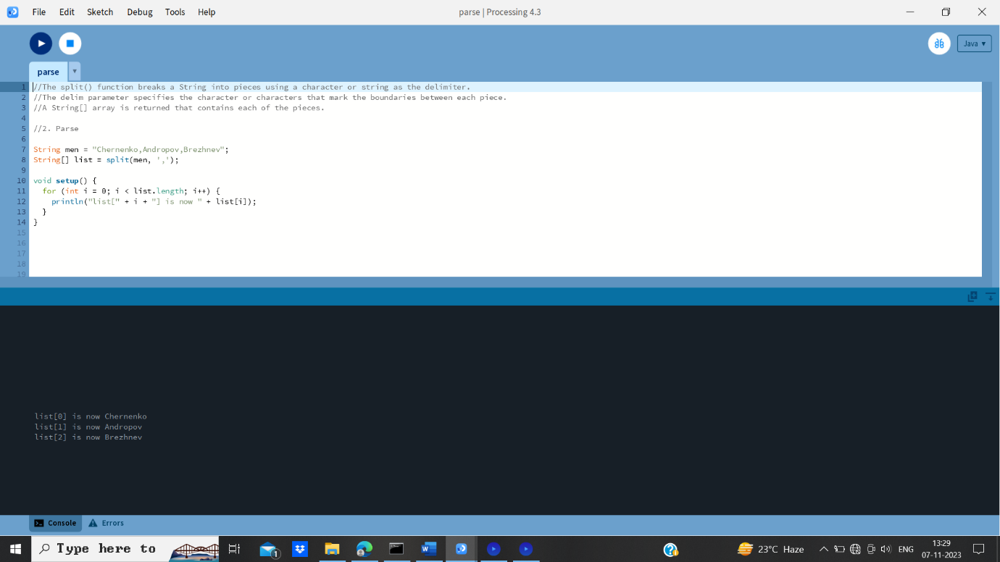 File Edit Sketch Debug Tools Help
parse | Processing 4.3
Java ▾
parse ▾
1 //The split() function breaks a String into pieces using a character or string as the delimiter.
2 //The delim parameter specifies the character or characters that mark the boundaries between each piece.
3 //A String[] array is returned that contains each of the pieces.
4
5 //2. Parse
6
7 String men = "Chernenko,Andropov,Brezhnev";
8 String[] list = split(men, ',');
9
10 void setup() {
11   for (int i = 0; i < list.length; i++) {
12     println("list[" + i + "] is now " + list[i]);
13   }
14 }
15
16
17
18
19
list[0] is now Chernenko
list[1] is now Andropov
list[2] is now Brezhnev
Console Errors
Type here to
1
W
23°C Haze
ENG
13:29
07-11-2023